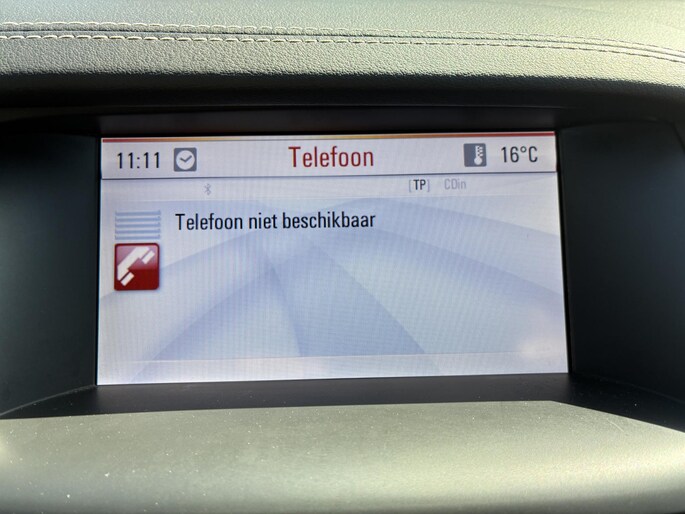 11:11 Telefoon 16°C
[TP] CDin
Telefoon niet beschikbaar